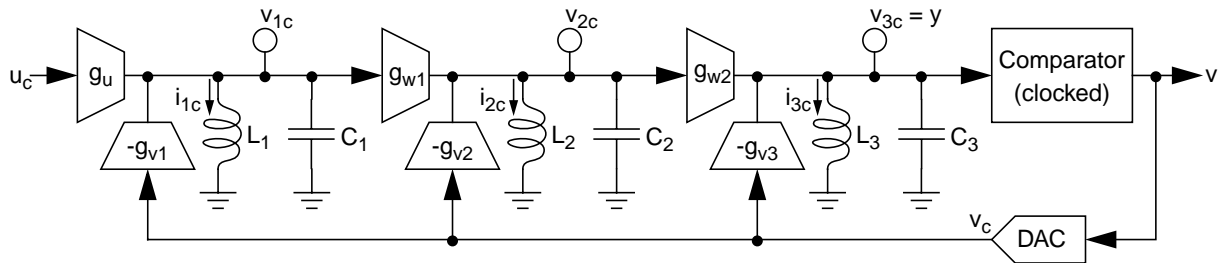 v1c v2c v3c = y
uc gu gw1 gw2 Comparator (clocked) v
i1c i2c i3c
-gv1 L1 C1 -gv2 L2 C2 -gv3 L3 C3
vc DAC